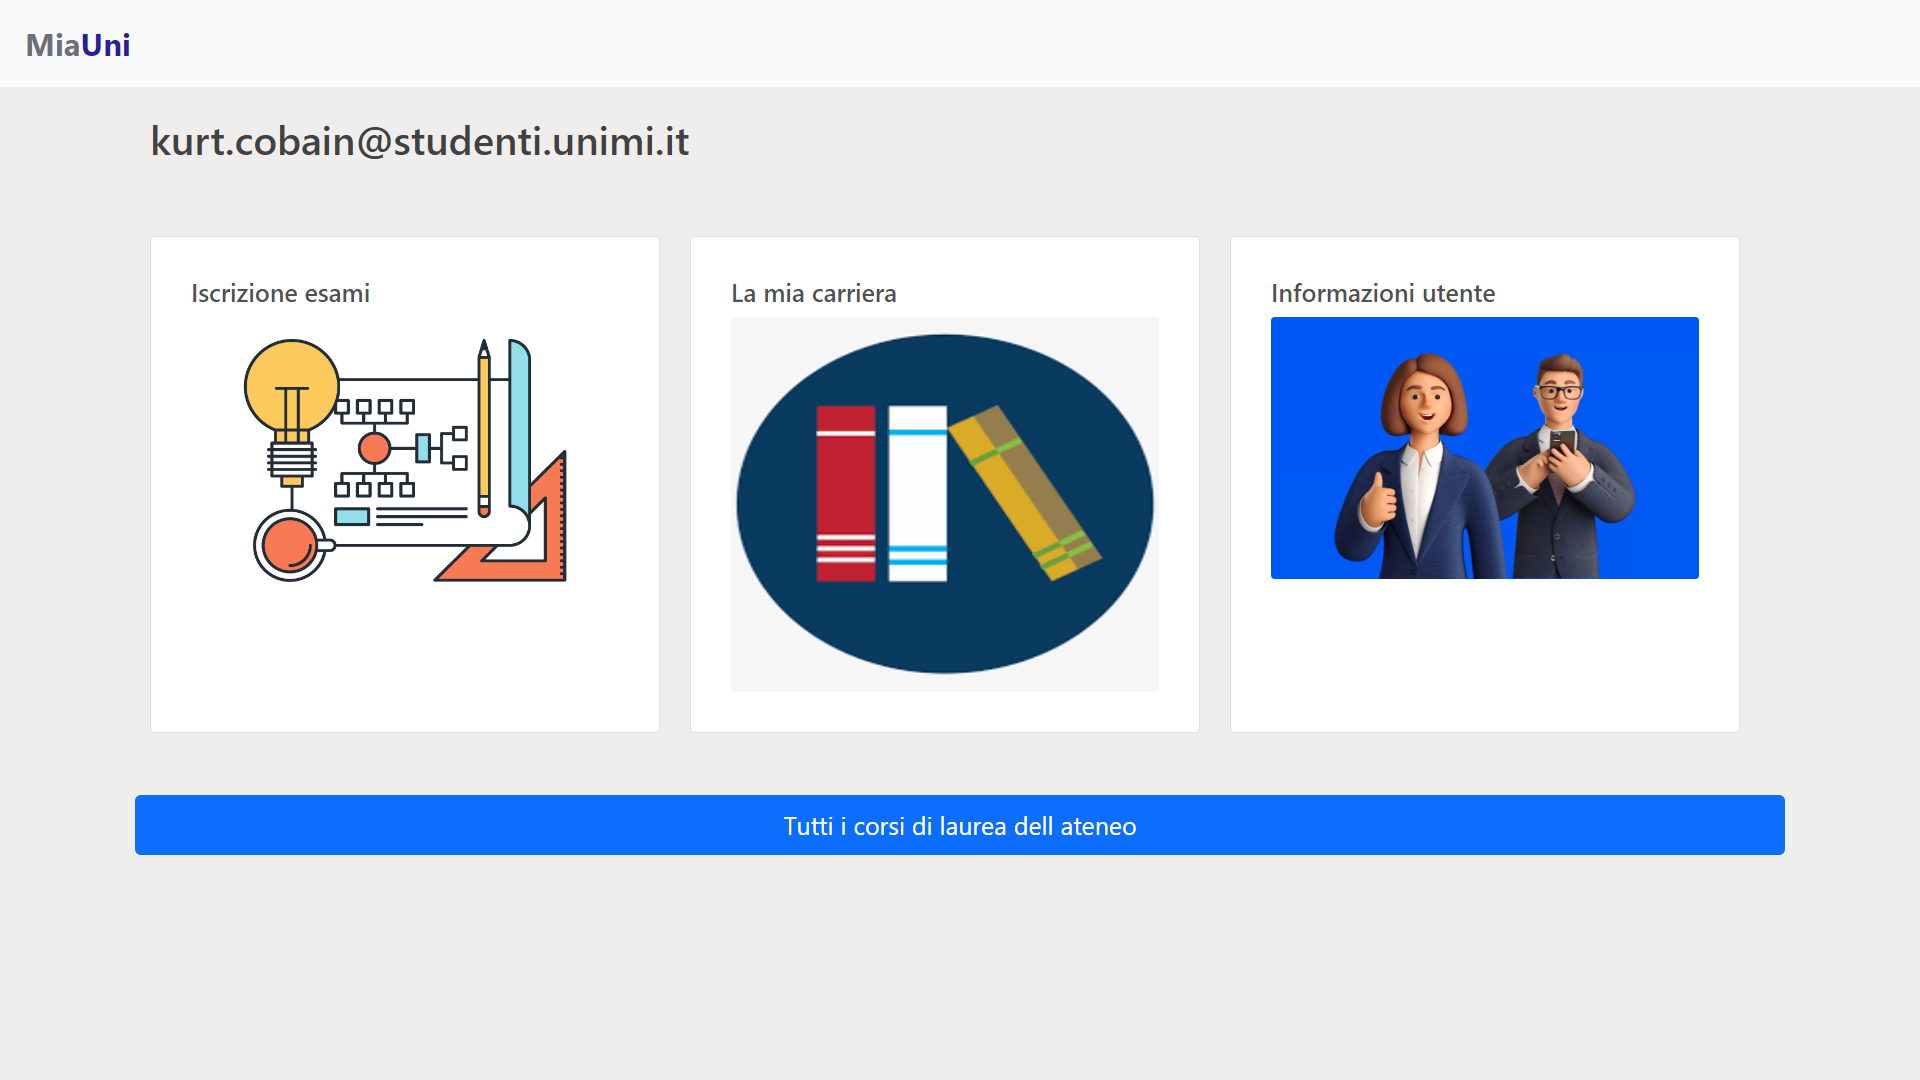 MiaUni
kurt.cobain@studenti.unimi.it
Iscrizione esami
La mia carriera
Informazioni utente
Tutti i corsi di laurea dell ateneo